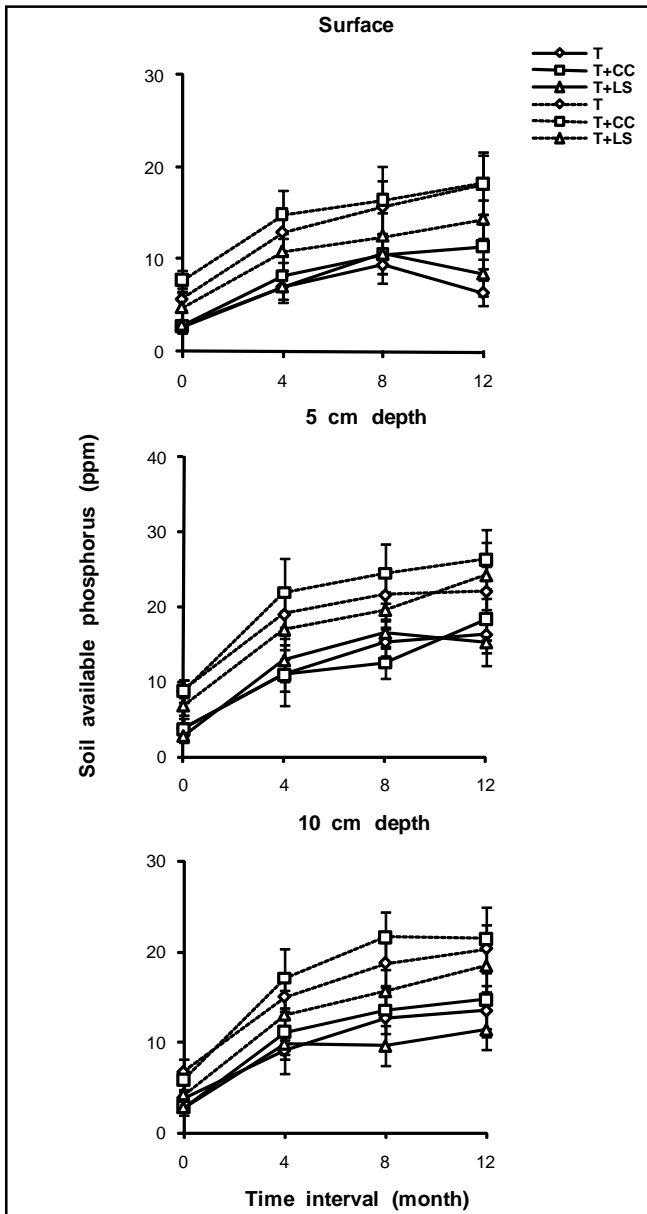 Surface
T
T+CC
T+LS
T
T+CC
T+LS
30
20
10
0
0 4 8 12
5 cm depth
Soil available phosphorus (ppm)
40
30
20
10
0
0 4 8 12
10 cm depth
30
20
10
0
0 4 8 12
Time interval (month)